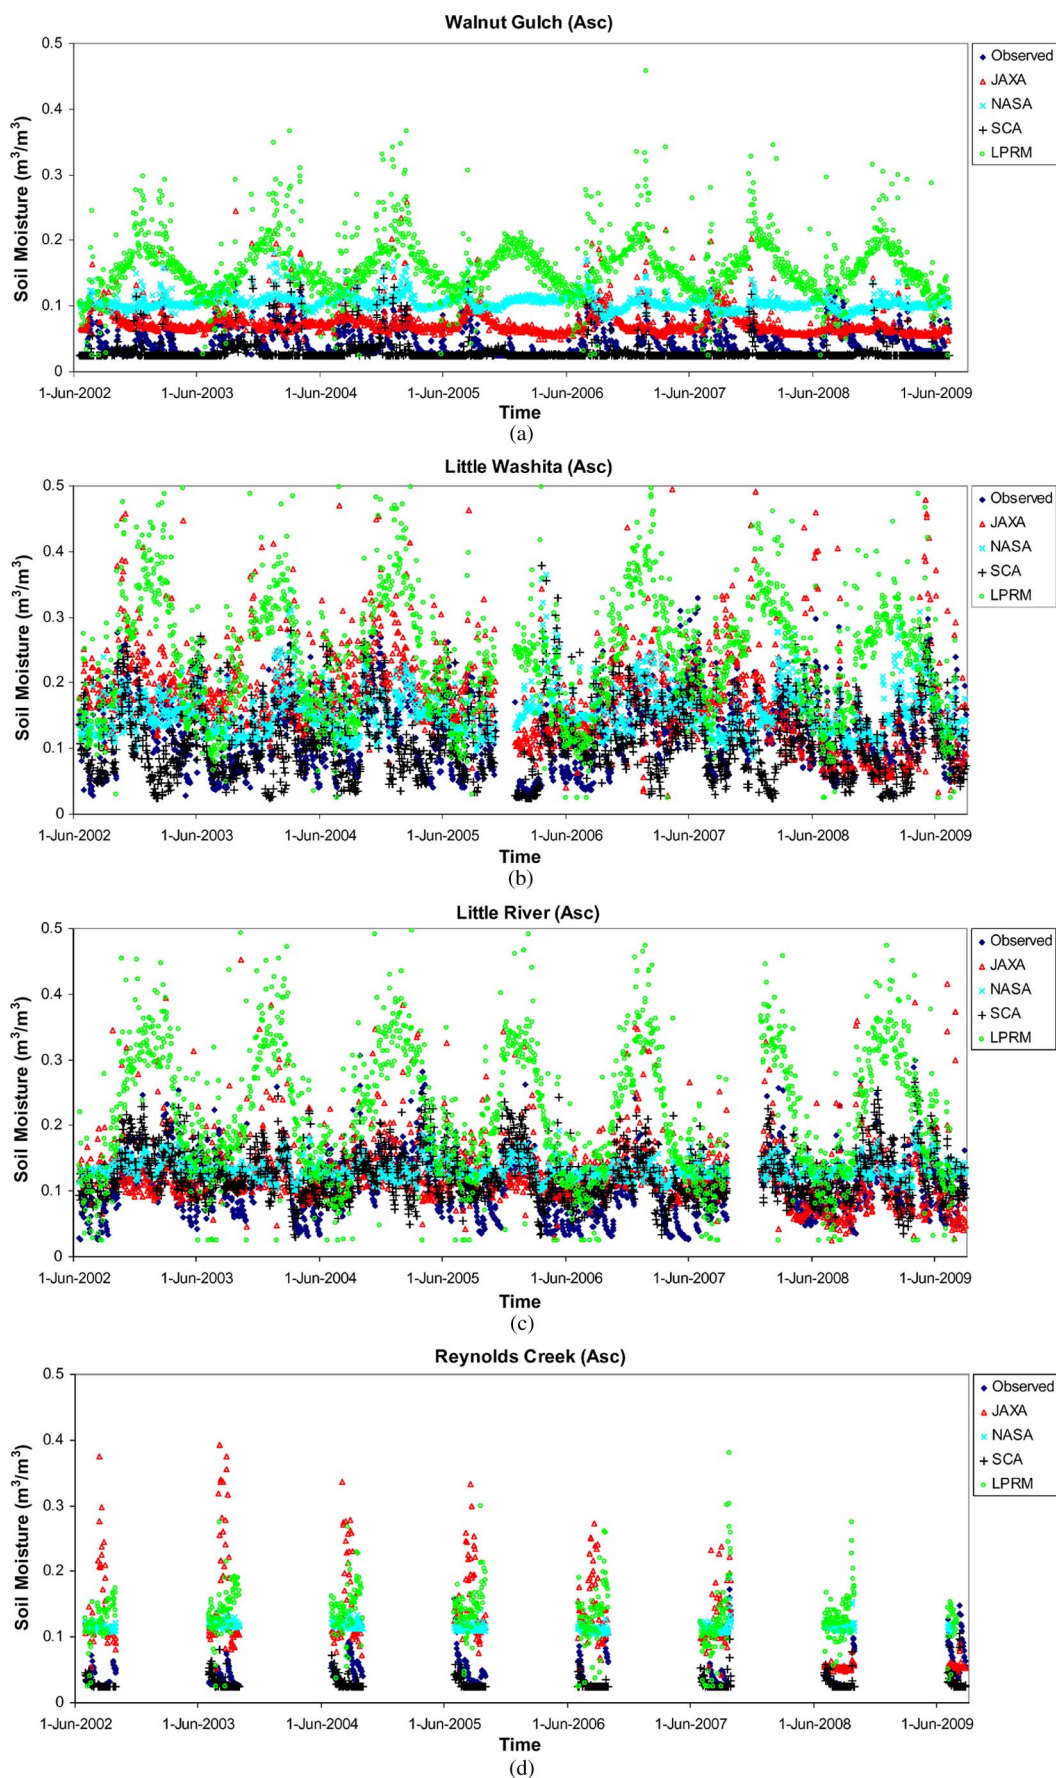 Walnut Gulch (Asc)
Soil Moisture (m³/m³)
0.5
0.4
0.3
0.2
0.1
0
1-Jun-2002 1-Jun-2003 1-Jun-2004 1-Jun-2005 1-Jun-2006 1-Jun-2007 1-Jun-2008 1-Jun-2009
Time
Observed
JAXA
NASA
SCA
LPRM
(a)
Little Washita (Asc)
Soil Moisture (m³/m³)
0.5
0.4
0.3
0.2
0.1
0
1-Jun-2002 1-Jun-2003 1-Jun-2004 1-Jun-2005 1-Jun-2006 1-Jun-2007 1-Jun-2008 1-Jun-2009
Time
Observed
JAXA
NASA
SCA
LPRM
(b)
Little River (Asc)
Soil Moisture (m³/m³)
0.5
0.4
0.3
0.2
0.1
0
1-Jun-2002 1-Jun-2003 1-Jun-2004 1-Jun-2005 1-Jun-2006 1-Jun-2007 1-Jun-2008 1-Jun-2009
Time
Observed
JAXA
NASA
SCA
LPRM
(c)
Reynolds Creek (Asc)
Soil Moisture (m³/m³)
0.5
0.4
0.3
0.2
0.1
0
1-Jun-2002 1-Jun-2003 1-Jun-2004 1-Jun-2005 1-Jun-2006 1-Jun-2007 1-Jun-2008 1-Jun-2009
Time
Observed
JAXA
NASA
SCA
LPRM
(d)